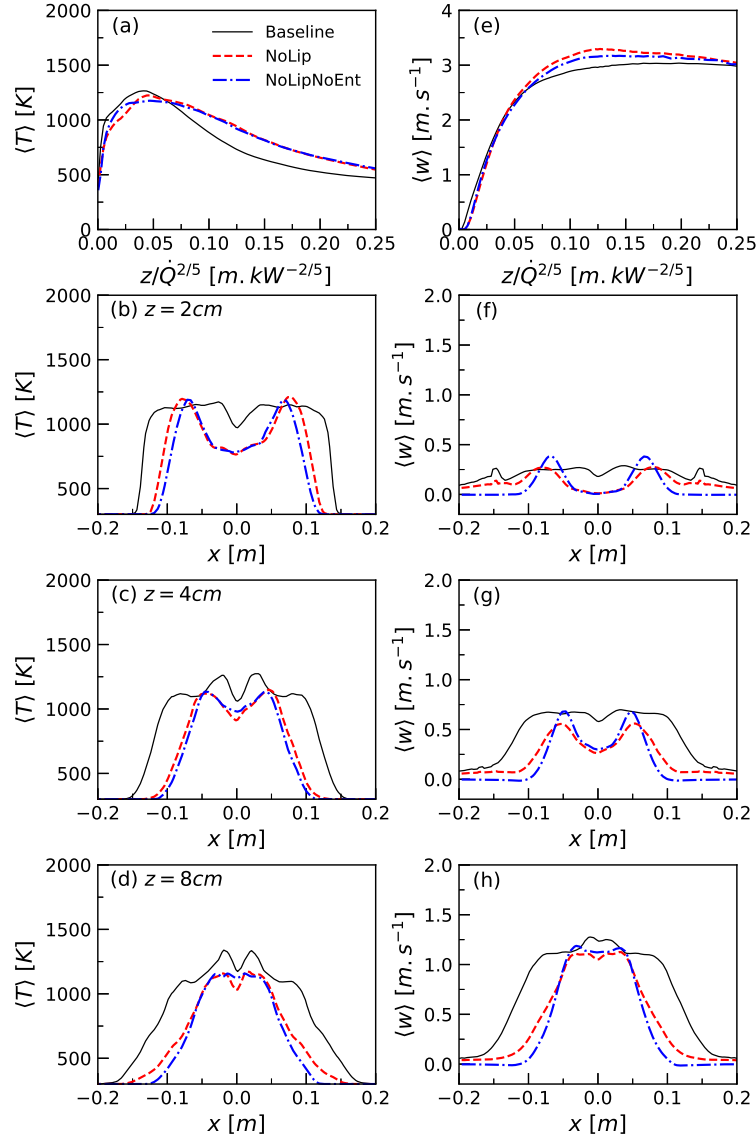 (a)
Baseline
NoLip
NoLipNoEnt
⟨T⟩ [K]
2000
1500
1000
500
0
0.00 0.05 0.10 0.15 0.20 0.25
z/Q̇^{2/5} [m.kW^{−2/5}]
(e)
⟨w⟩ [m.s^{−1}]
4
3
2
1
0
0.00 0.05 0.10 0.15 0.20 0.25
z/Q̇^{2/5} [m.kW^{−2/5}]
(b) z = 2cm
⟨T⟩ [K]
2000
1500
1000
500
−0.2 −0.1 0.0 0.1 0.2
x [m]
(f)
⟨w⟩ [m.s^{−1}]
2.0
1.5
1.0
0.5
0.0
−0.2 −0.1 0.0 0.1 0.2
x [m]
(c) z = 4cm
⟨T⟩ [K]
2000
1500
1000
500
−0.2 −0.1 0.0 0.1 0.2
x [m]
(g)
⟨w⟩ [m.s^{−1}]
2.0
1.5
1.0
0.5
0.0
−0.2 −0.1 0.0 0.1 0.2
x [m]
(d) z = 8cm
⟨T⟩ [K]
2000
1500
1000
500
−0.2 −0.1 0.0 0.1 0.2
x [m]
(h)
⟨w⟩ [m.s^{−1}]
2.0
1.5
1.0
0.5
0.0
−0.2 −0.1 0.0 0.1 0.2
x [m]